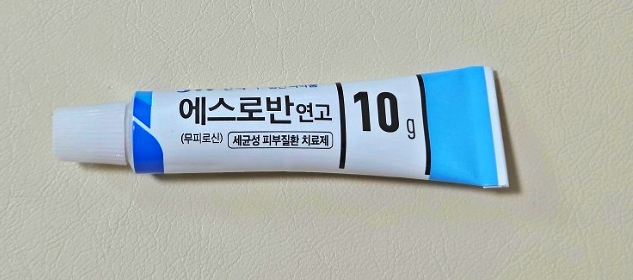 에스로반연고
(무피로신) 세균성 피부질환 치료제
10g